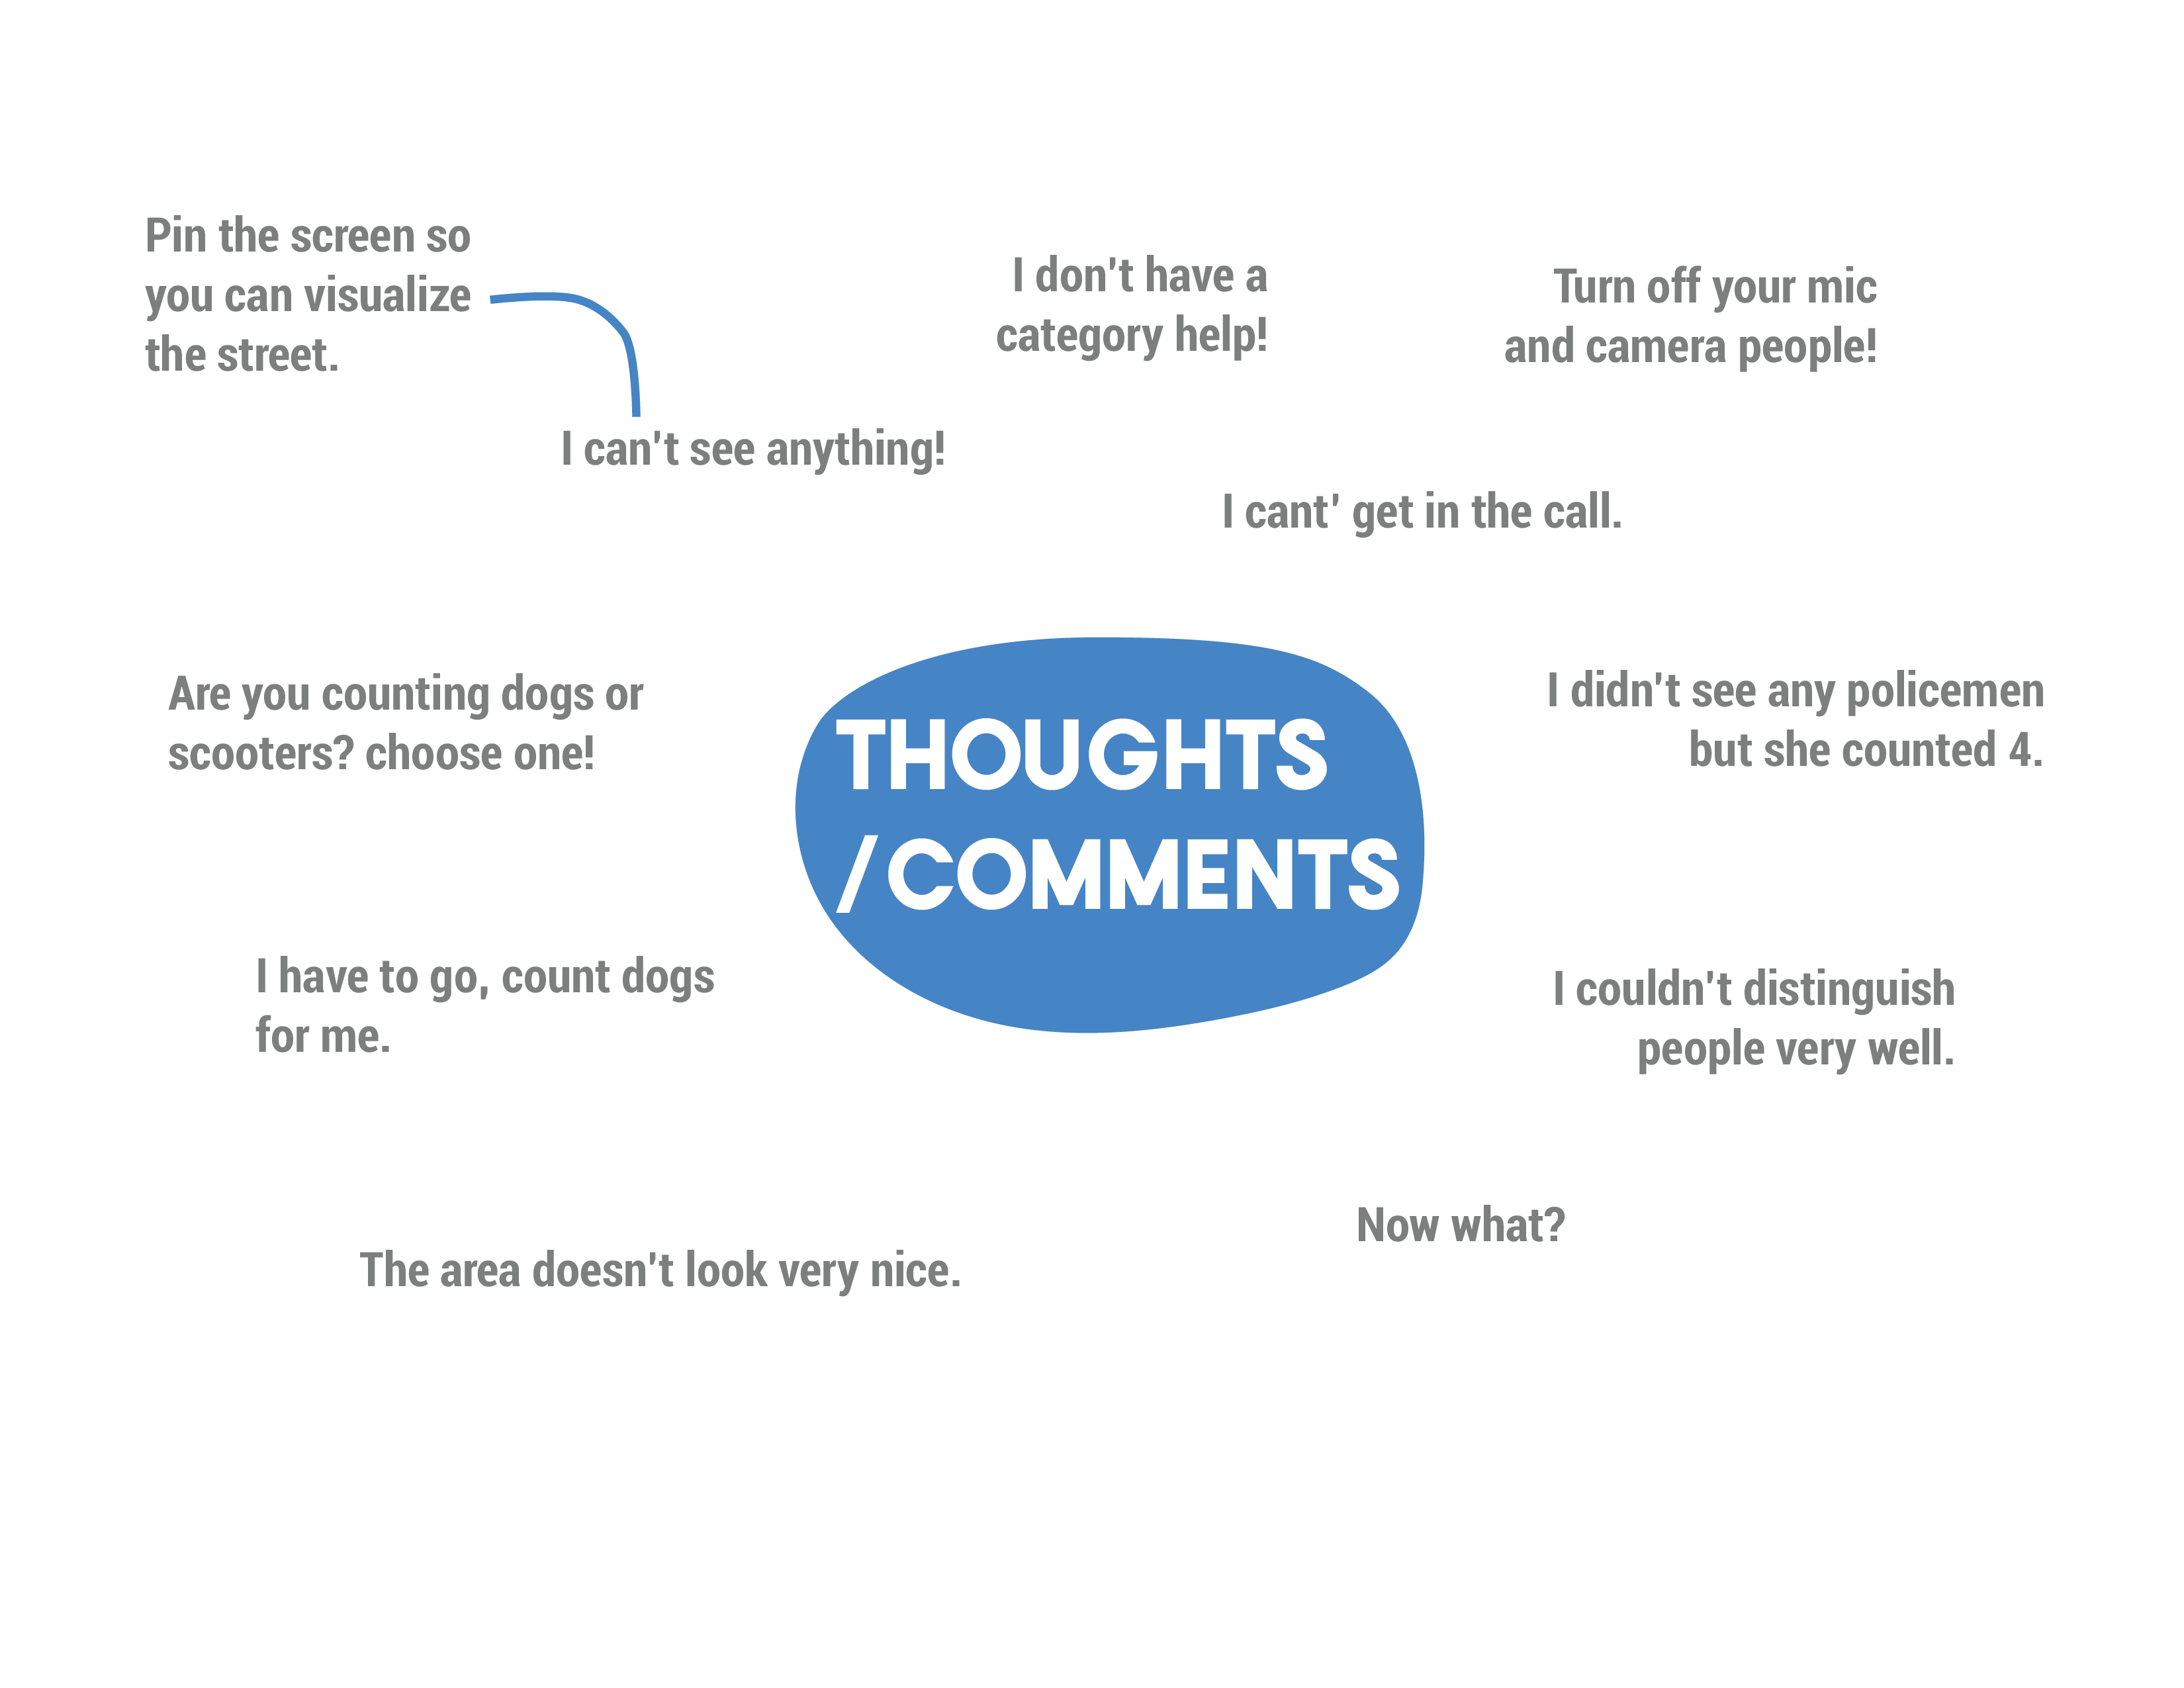 Pin the screen so
you can visualize
the street.
I don't have a
category help!
Turn off your mic
and camera people!
I can't see anything!
I cant' get in the call.
Are you counting dogs or
scooters? choose one!
THOUGHTS
/COMMENTS
I didn't see any policemen
but she counted 4.
I have to go, count dogs
for me.
I couldn't distinguish
people very well.
Now what?
The area doesn't look very nice.